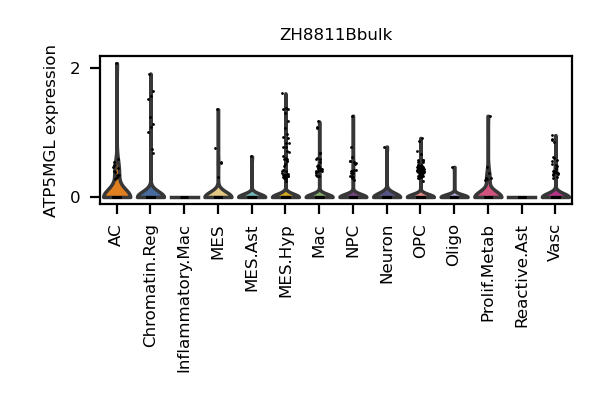 ZH8811Bbulk
ATP5MGL expression
2
0
AC
Chromatin.Reg
Inflammatory.Mac
MES
MES.Ast
MES.Hyp
Mac
NPC
Neuron
OPC
Oligo
Prolif.Metab
Reactive.Ast
Vasc